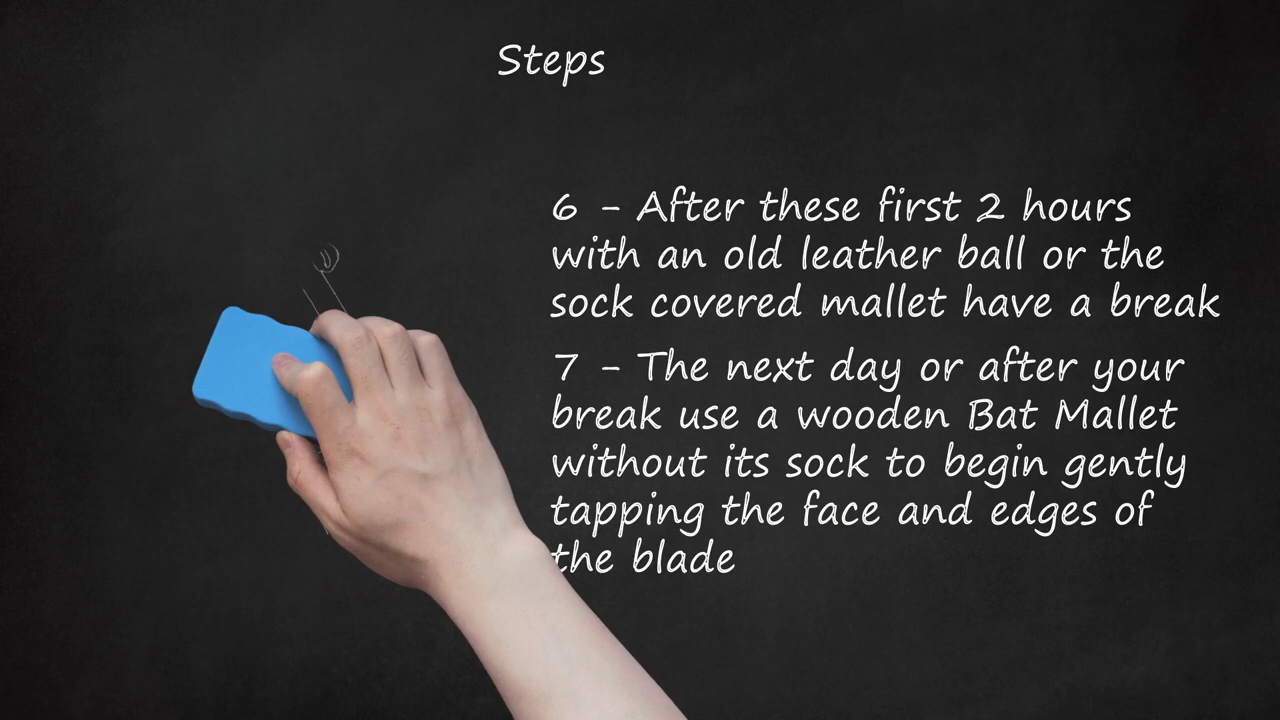 Steps
6 - After these first 2 hours
with an old leather ball or the
sock covered mallet have a break
7 - The next day or after your
break use a wooden Bat Mallet
without its sock to begin gently
tapping the face and edges of
the blade